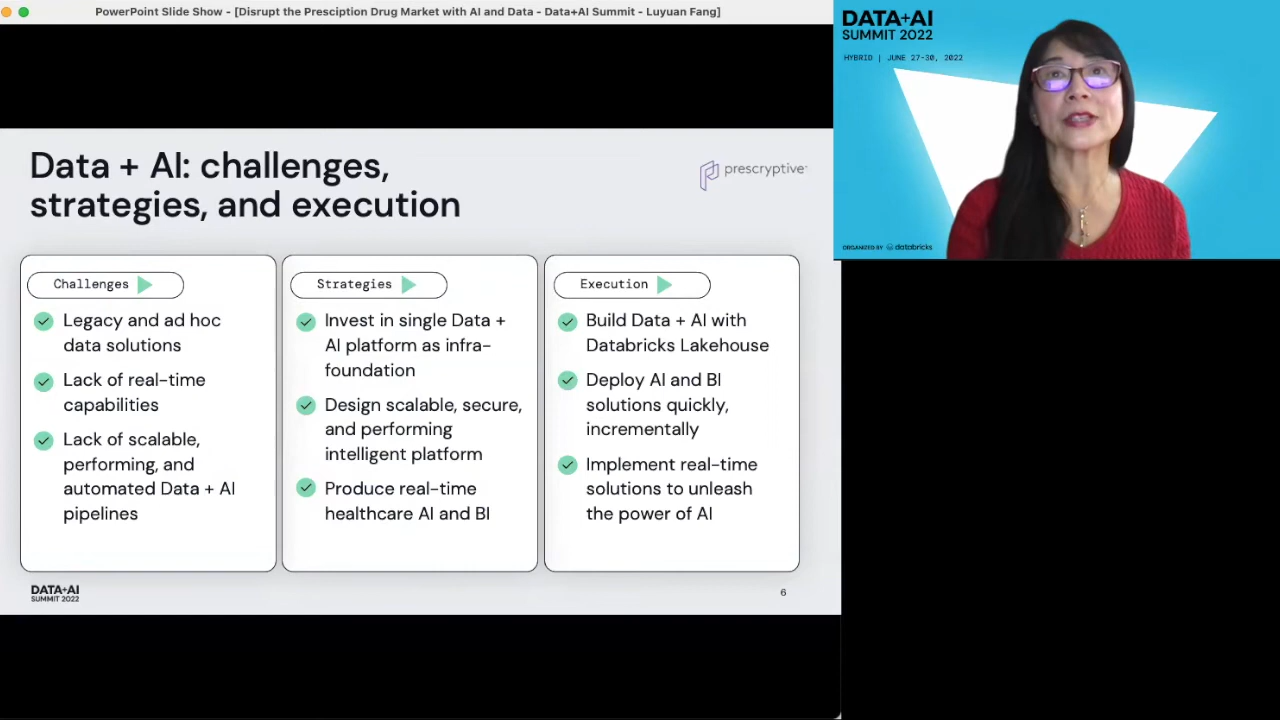 PowerPoint Slide Show - [Disrupt the Presciption Drug Market with AI and Data - Data+AI Summit - Luyuan Fang]
DATA+AI
SUMMIT 2022
HYBRID | JUNE 27-30, 2022
ORGANIZED BY databricks
Data + AI: challenges,
strategies, and execution
prescryptive
Challenges
Legacy and ad hoc
data solutions
Lack of real-time
capabilities
Lack of scalable,
performing, and
automated Data + AI
pipelines
Strategies
Invest in single Data +
AI platform as infra-
foundation
Design scalable, secure,
and performing
intelligent platform
Produce real-time
healthcare AI and BI
Execution
Build Data + AI with
Databricks Lakehouse
Deploy AI and BI
solutions quickly,
incrementally
Implement real-time
solutions to unleash
the power of AI
DATA+AI
SUMMIT 2022
6